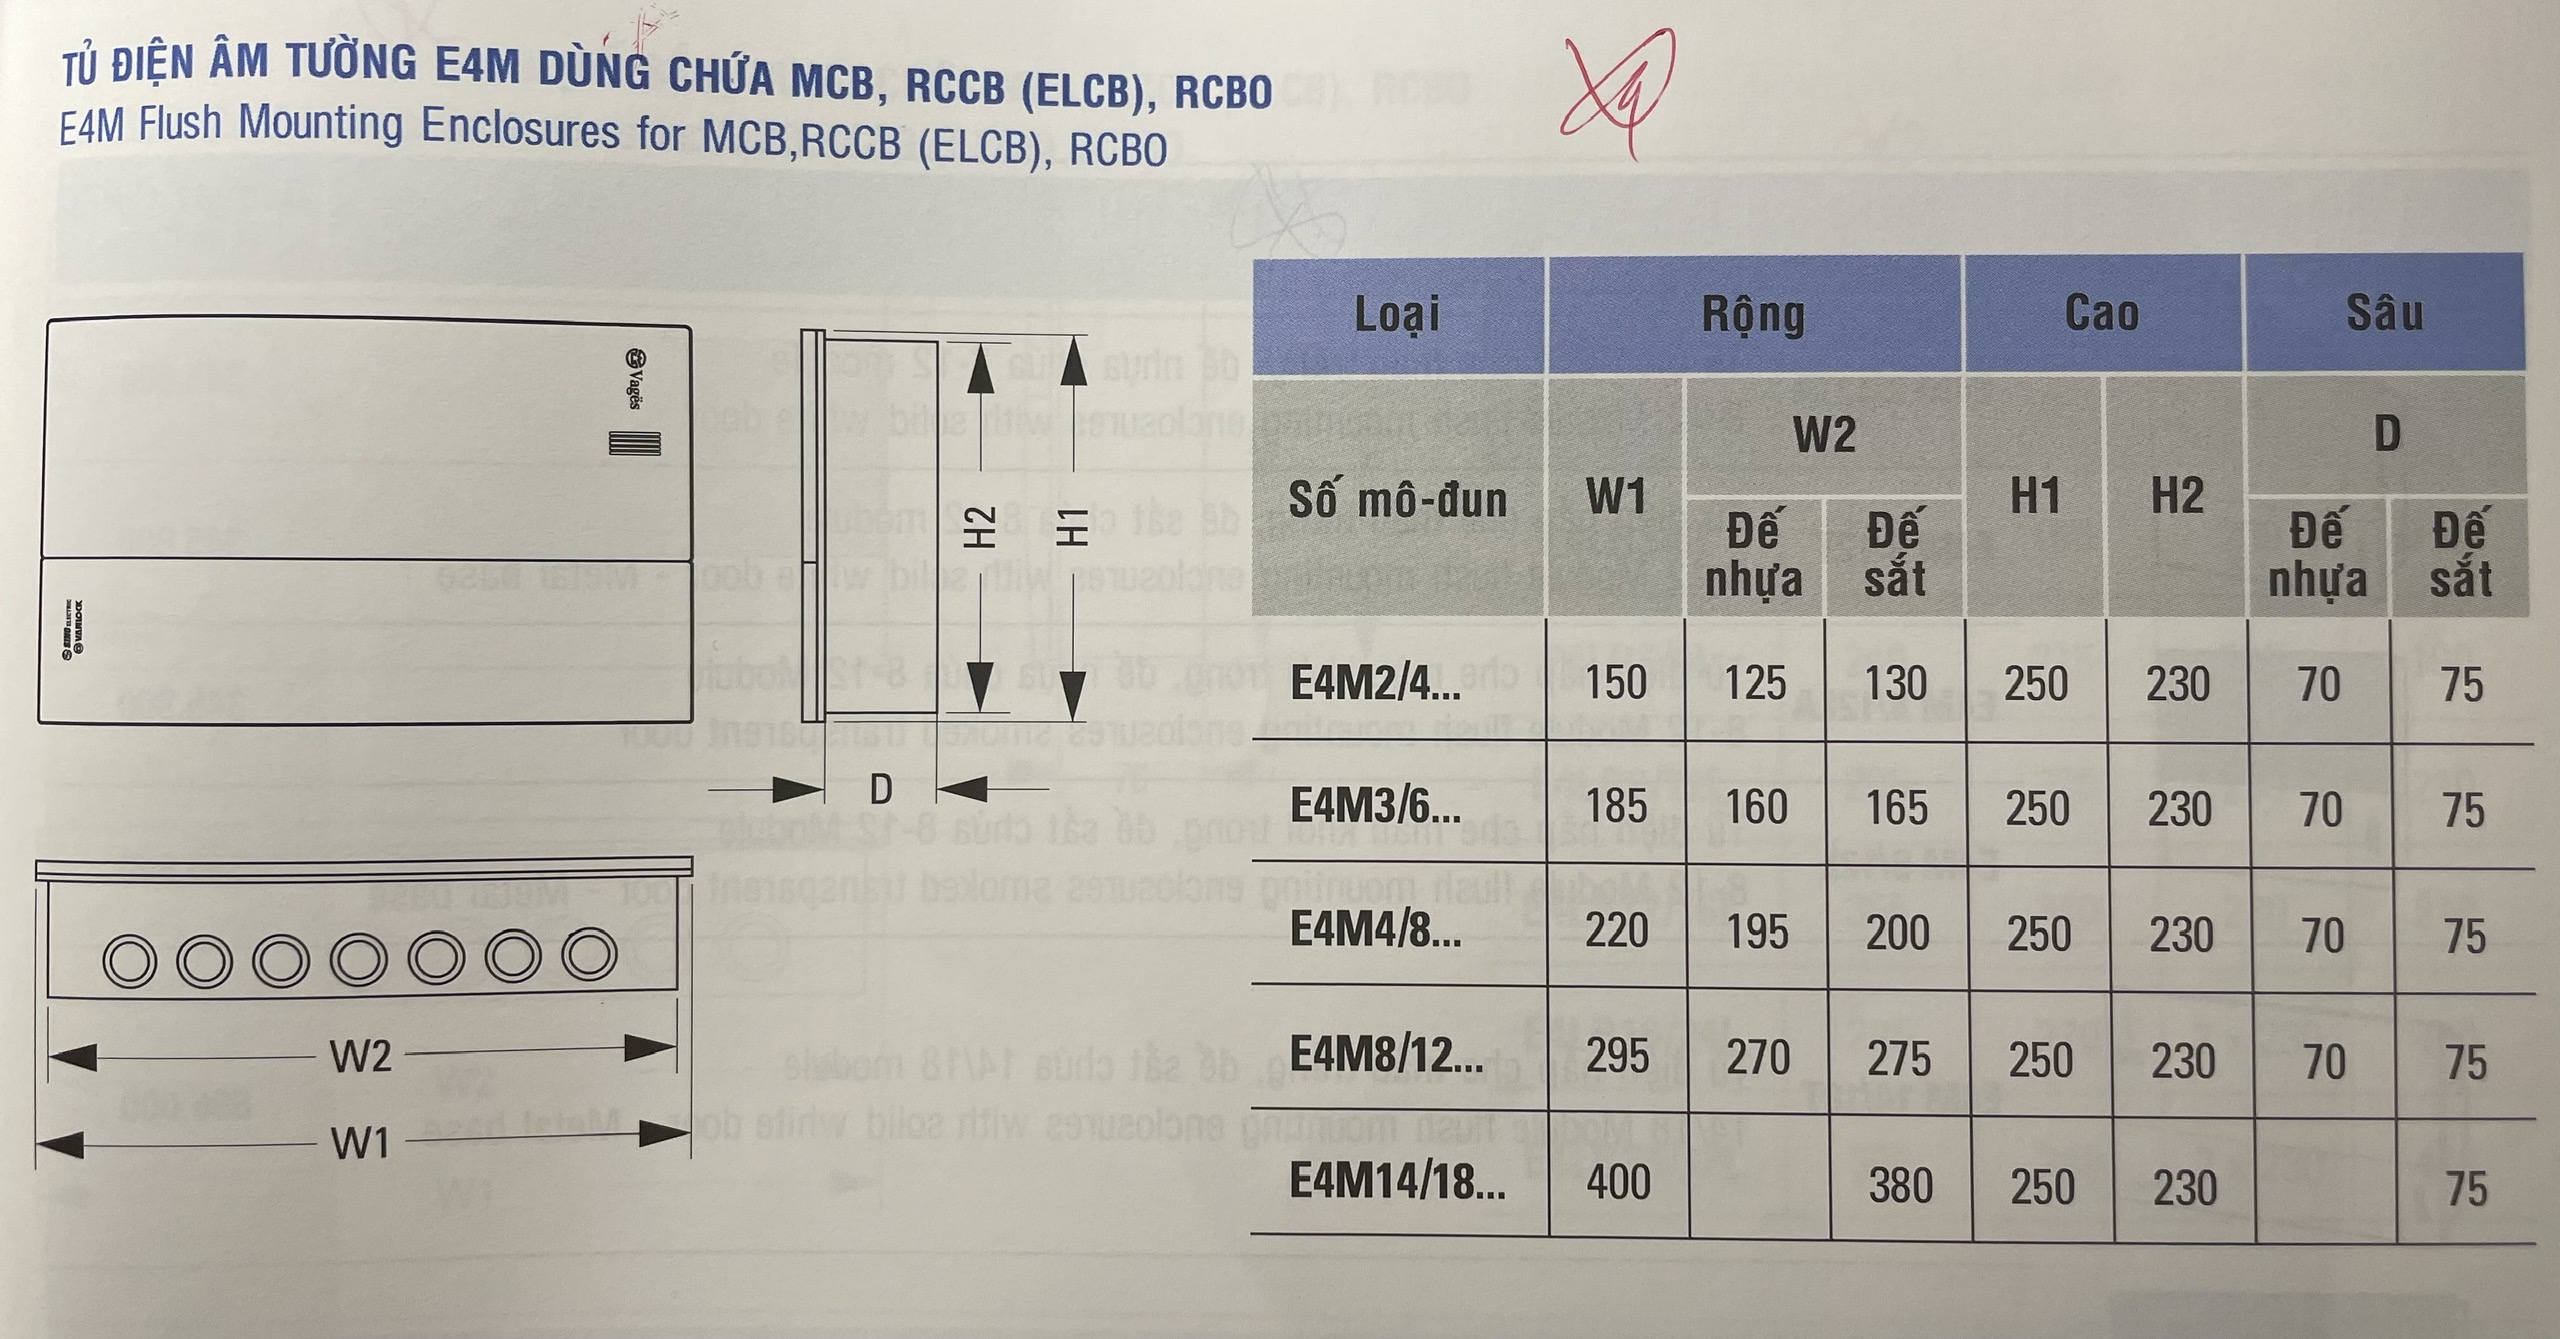 TỦ ĐIỆN ÂM TƯỜNG E4M DÙNG CHỨA MCB, RCCB (ELCB), RCBO
E4M Flush Mounting Enclosures for MCB,RCCB (ELCB), RCBO
Vagēs
SINO ELECTRIC
VANLOCK
H2
H1
D
W2
W1
Loại Rộng Cao Sâu
Số mô-đun W1 W2 H1 H2 D
Đế nhựa Đế sắt Đế nhựa Đế sắt
E4M2/4... 150 125 130 250 230 70 75
E4M3/6... 185 160 165 250 230 70 75
E4M4/8... 220 195 200 250 230 70 75
E4M8/12... 295 270 275 250 230 70 75
E4M14/18... 400 380 250 230 75